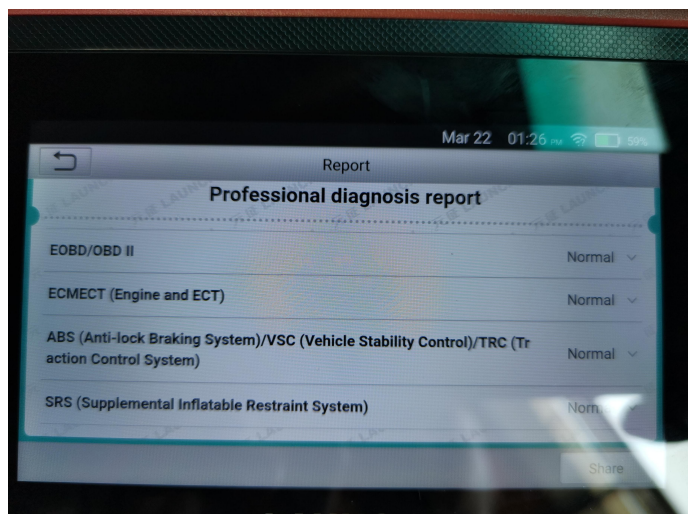 Mar 22 01:26 PM 59%
Report
Professional diagnosis report
EOBD/OBD II Normal
ECMECT (Engine and ECT) Normal
ABS (Anti-lock Braking System)/VSC (Vehicle Stability Control)/TRC (Tr
action Control System) Normal
SRS (Supplemental Inflatable Restraint System) Norm
Share